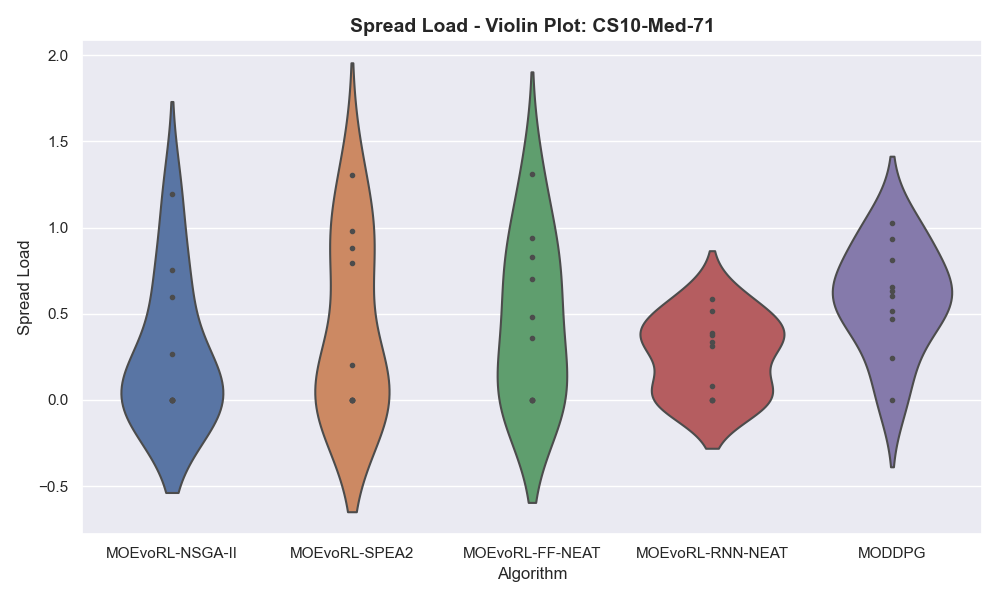 Spread Load - Violin Plot: CS10-Med-71
Spread Load
2.0
1.5
1.0
0.5
0.0
−0.5
MOEvoRL-NSGA-II
MOEvoRL-SPEA2
MOEvoRL-FF-NEAT
MOEvoRL-RNN-NEAT
MODDPG
Algorithm